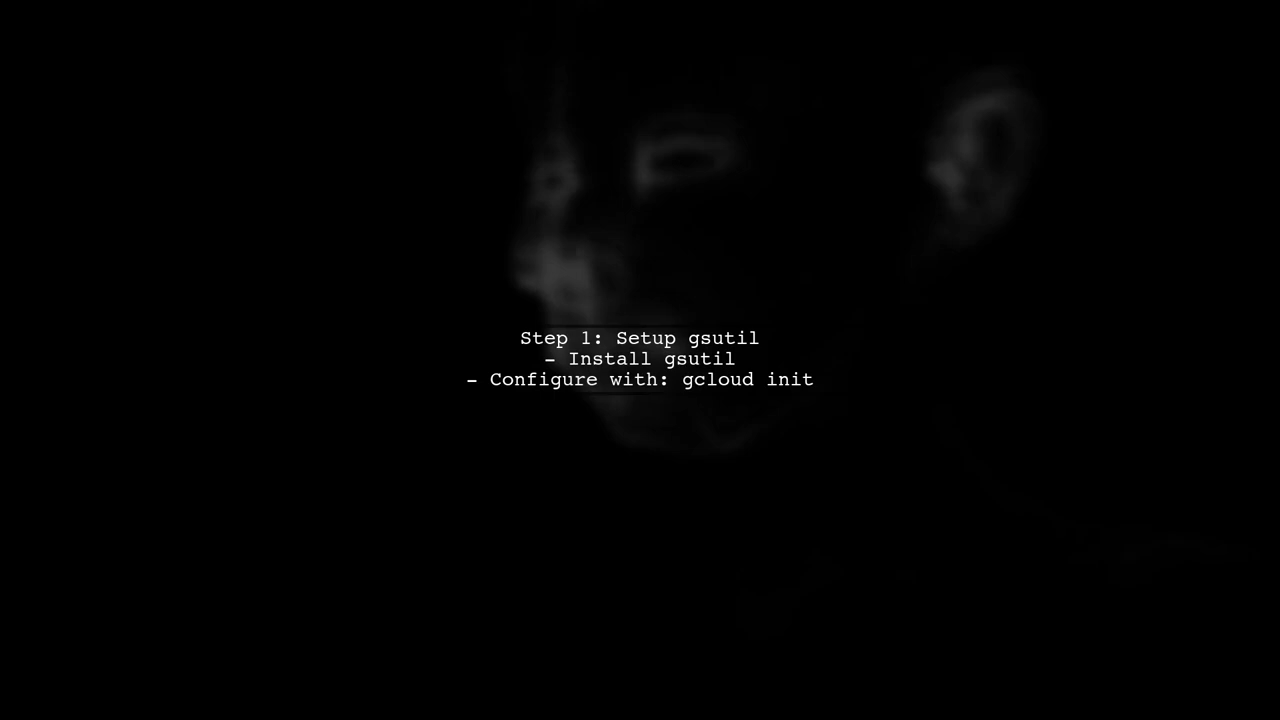 Step 1: Setup gsutil
- Install gsutil
- Configure with: gcloud init